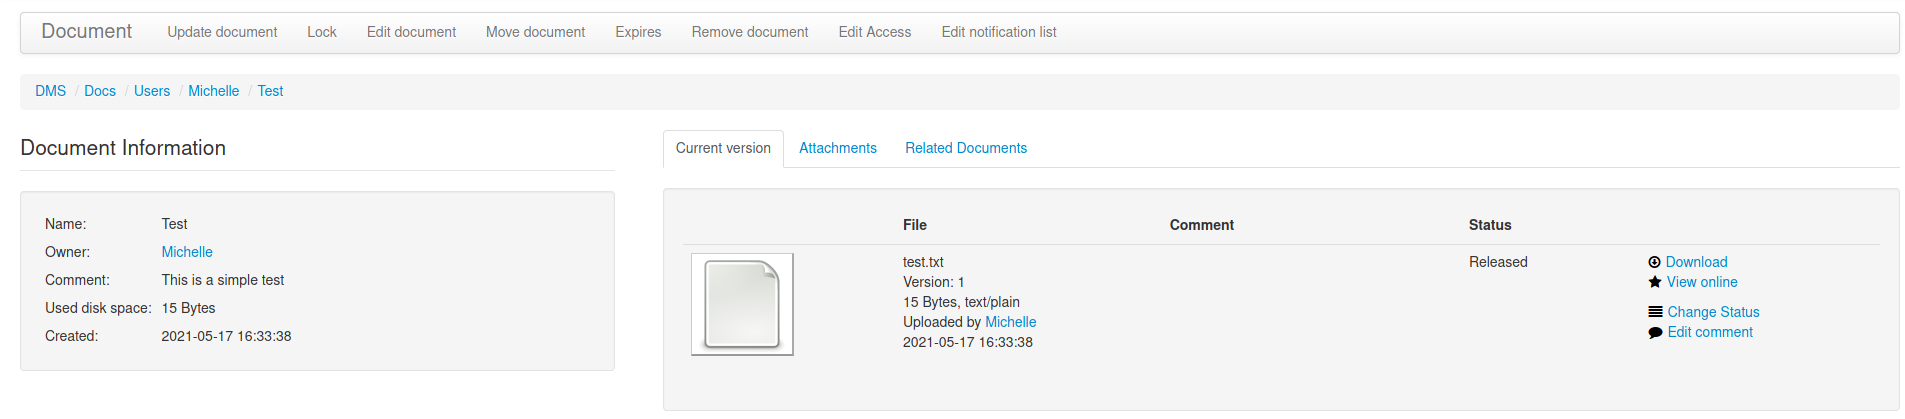 Document Update document Lock Edit document Move document Expires Remove document Edit Access Edit notification list
DMS / Docs / Users / Michelle / Test
Document Information
Name: Test
Owner: Michelle
Comment: This is a simple test
Used disk space: 15 Bytes
Created: 2021-05-17 16:33:38
Current version Attachments Related Documents
File Comment Status
test.txt Released Download
Version: 1 View online
15 Bytes, text/plain Change Status
Uploaded by Michelle Edit comment
2021-05-17 16:33:38